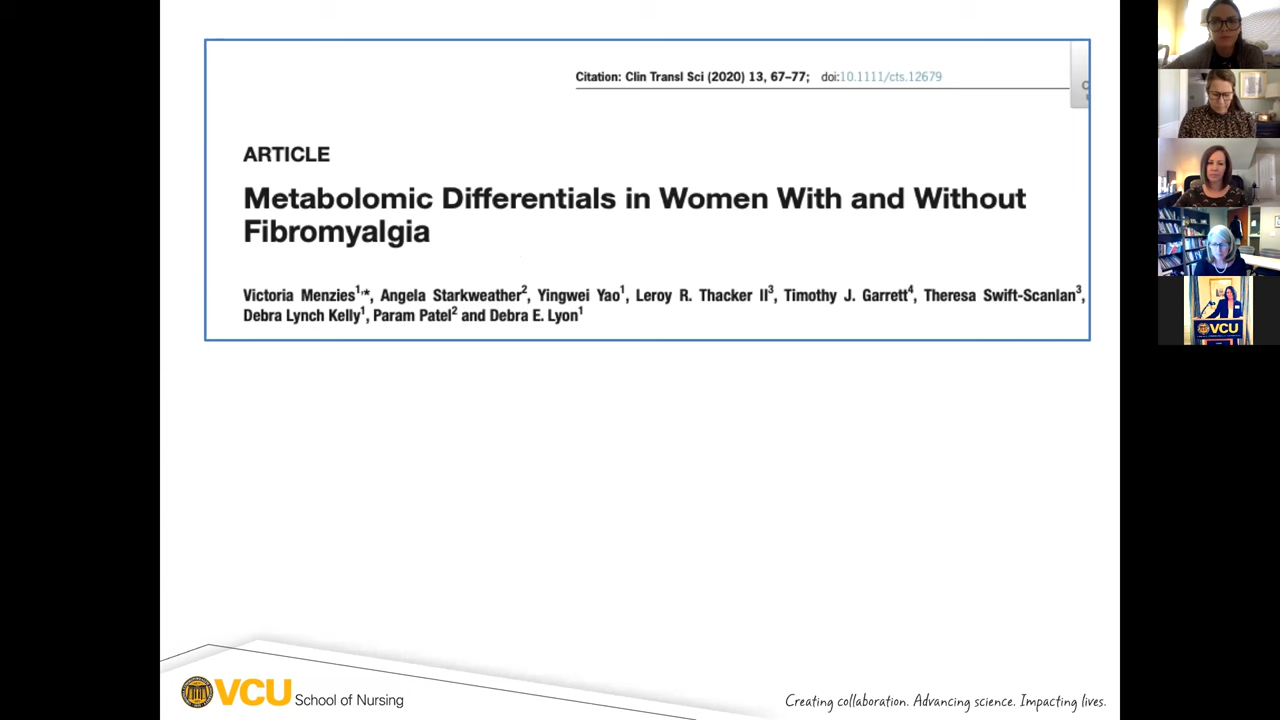 Citation: Clin Transl Sci (2020) 13, 67–77; doi:10.1111/cts.12679
ARTICLE
Metabolomic Differentials in Women With and Without
Fibromyalgia
Victoria Menzies1,*, Angela Starkweather2, Yingwei Yao1, Leroy R. Thacker II3, Timothy J. Garrett4, Theresa Swift-Scanlan3,
Debra Lynch Kelly1, Param Patel2 and Debra E. Lyon1
VCU
VCU School of Nursing
Creating collaboration. Advancing science. Impacting lives.